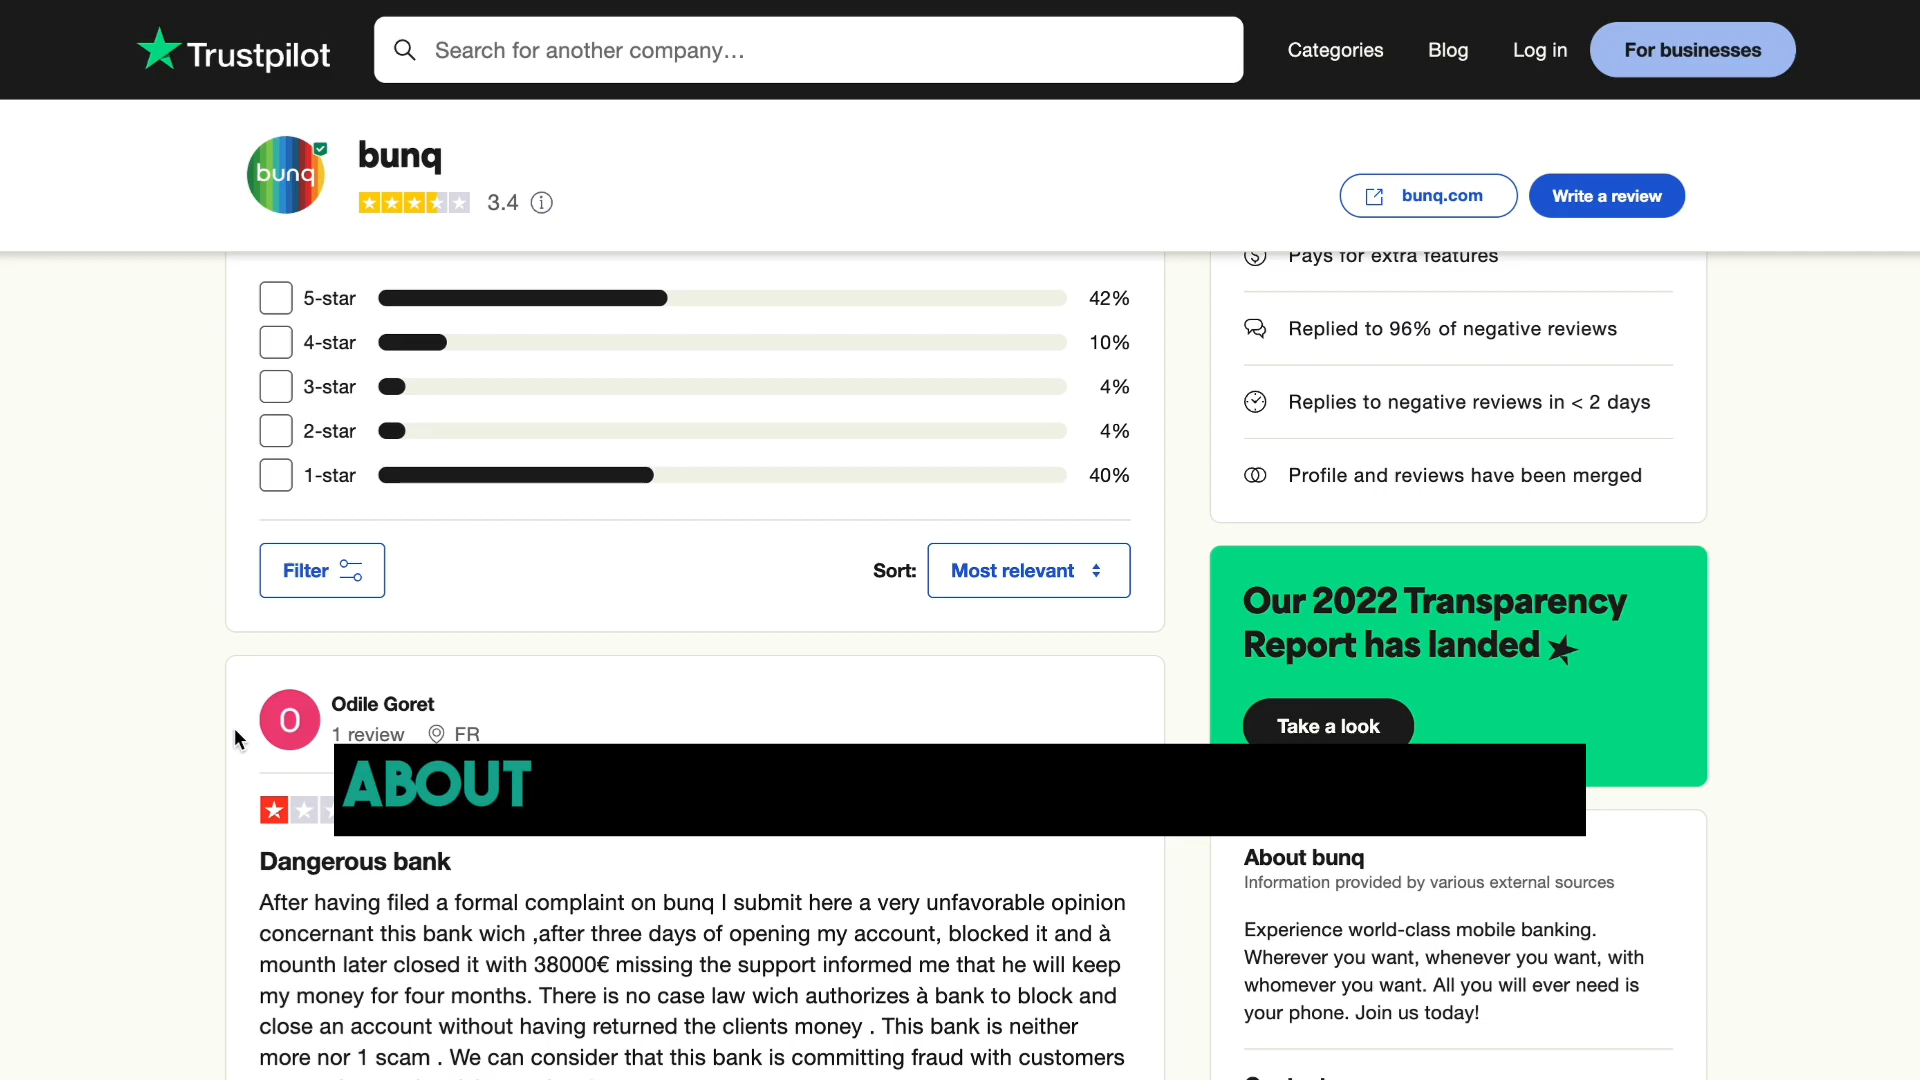 Trustpilot
Search for another company...
Categories
Blog
Log in
For businesses
bunq
bunq
3.4
bunq.com
Write a review
5-star 42%
4-star 10%
3-star 4%
2-star 4%
1-star 40%
Filter
Sort: Most relevant
Odile Goret
1 review FR
ABOUT
Dangerous bank
After having filed a formal complaint on bunq I submit here a very unfavorable opinion
concernant this bank wich ,after three days of opening my account, blocked it and à
mounth later closed it with 38000€ missing the support informed me that he will keep
my money for four months. There is no case law wich authorizes à bank to block and
close an account without having returned the clients money . This bank is neither
more nor 1 scam . We can consider that this bank is committing fraud with customers
Pays for extra features
Replied to 96% of negative reviews
Replies to negative reviews in < 2 days
Profile and reviews have been merged
Our 2022 Transparency
Report has landed
Take a look
About bunq
Information provided by various external sources
Experience world-class mobile banking.
Wherever you want, whenever you want, with
whomever you want. All you will ever need is
your phone. Join us today!